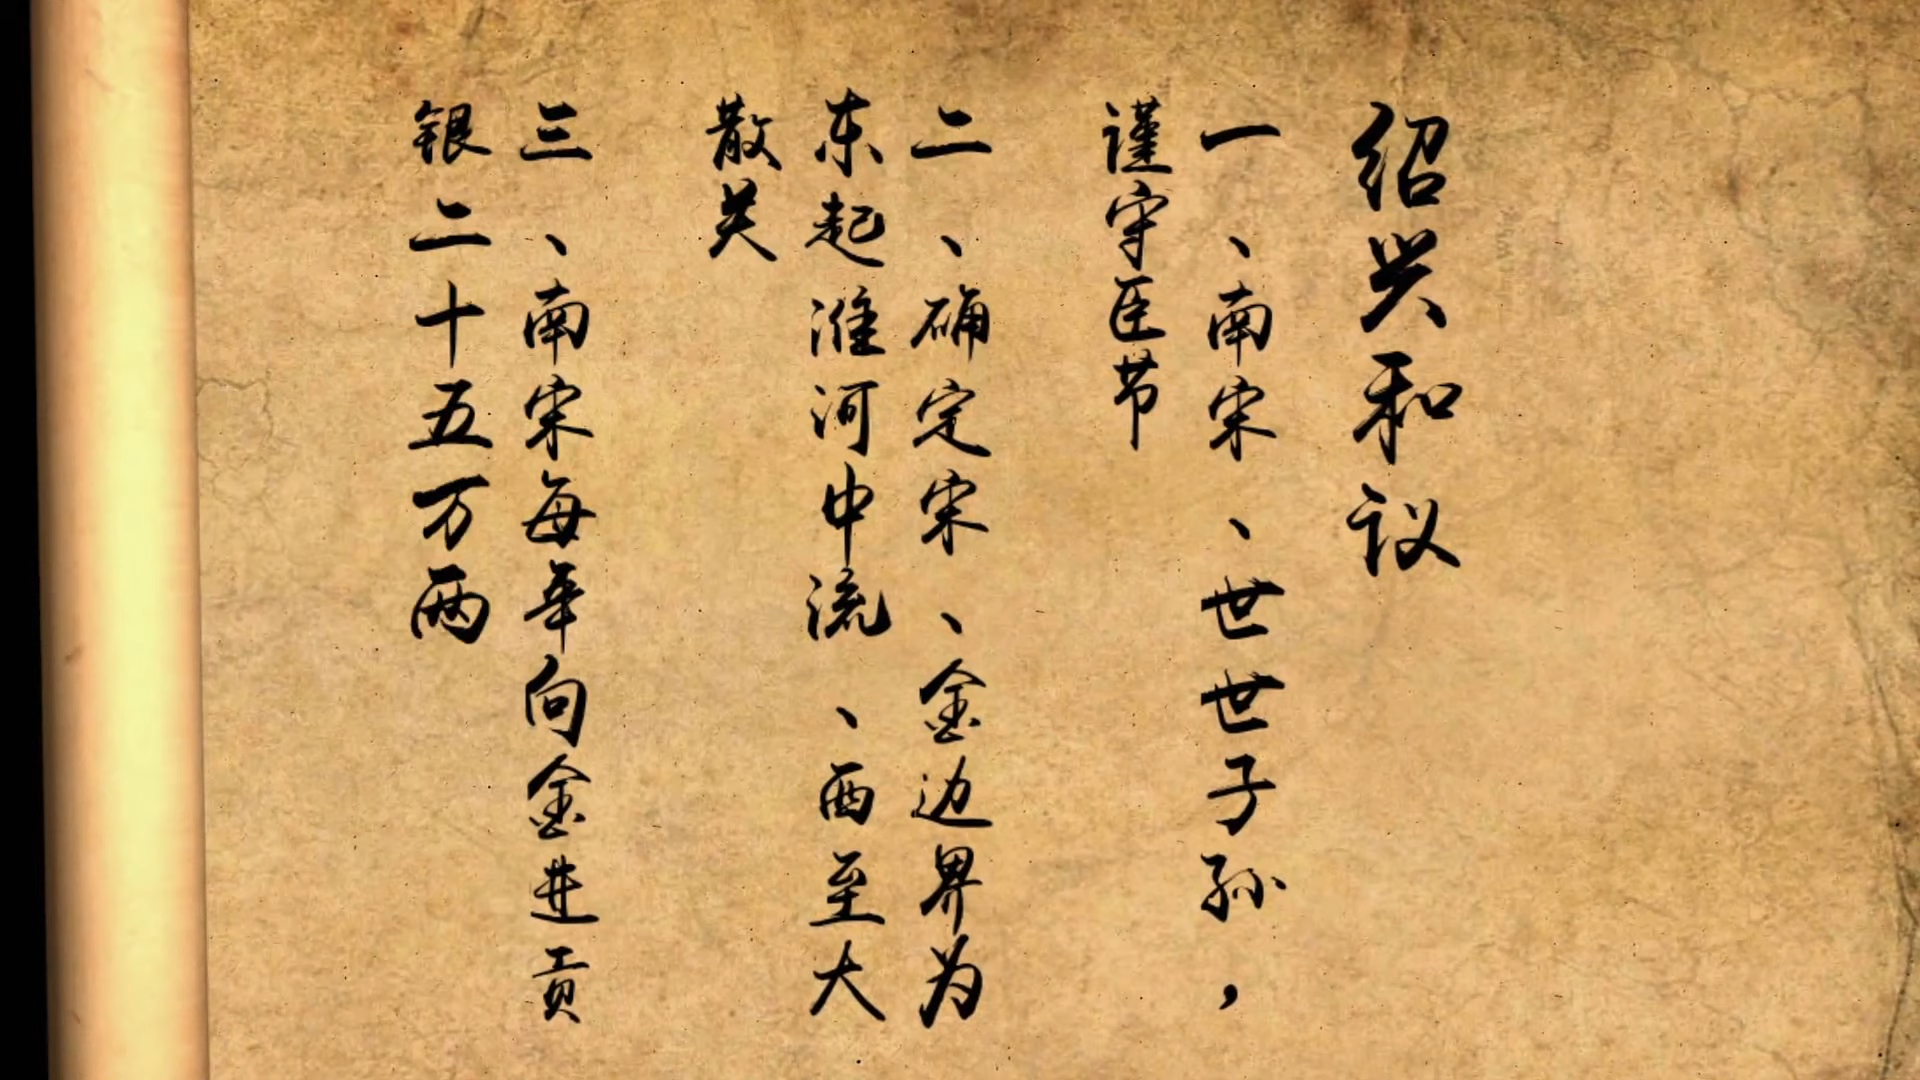 绍兴和议
一、南宋、世世子孙，
谨守臣节
二、确定宋、金边界为
东起淮河中流、西至大
散关
三、南宋每年向金进贡
银二十五万两